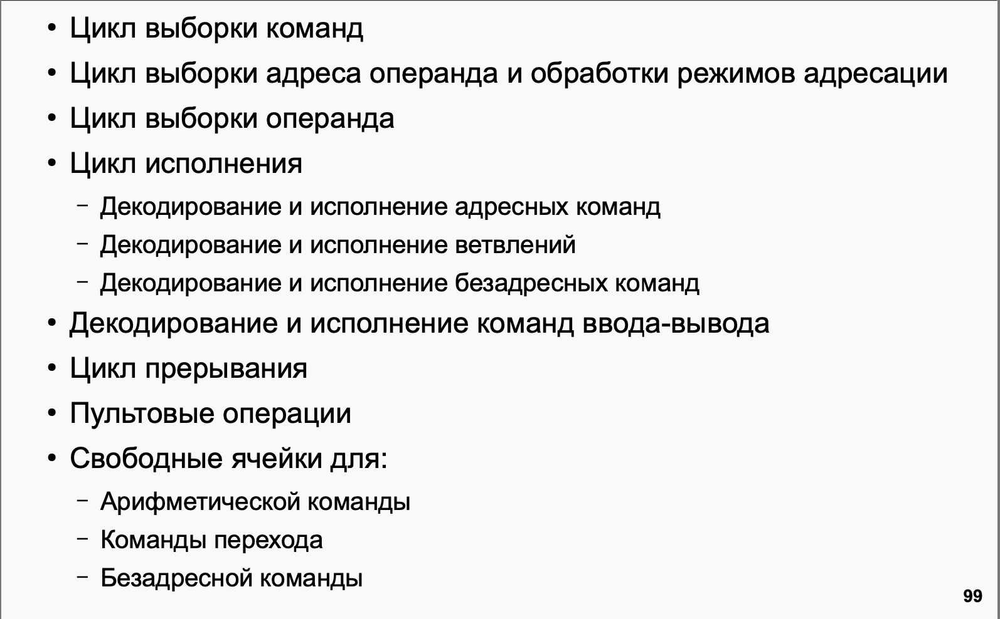 • Цикл выборки команд
• Цикл выборки адреса операнда и обработки режимов адресации
• Цикл выборки операнда
• Цикл исполнения
– Декодирование и исполнение адресных команд
– Декодирование и исполнение ветвлений
– Декодирование и исполнение безадресных команд
• Декодирование и исполнение команд ввода-вывода
• Цикл прерывания
• Пультовые операции
• Свободные ячейки для:
– Арифметической команды
– Команды перехода
– Безадресной команды
99